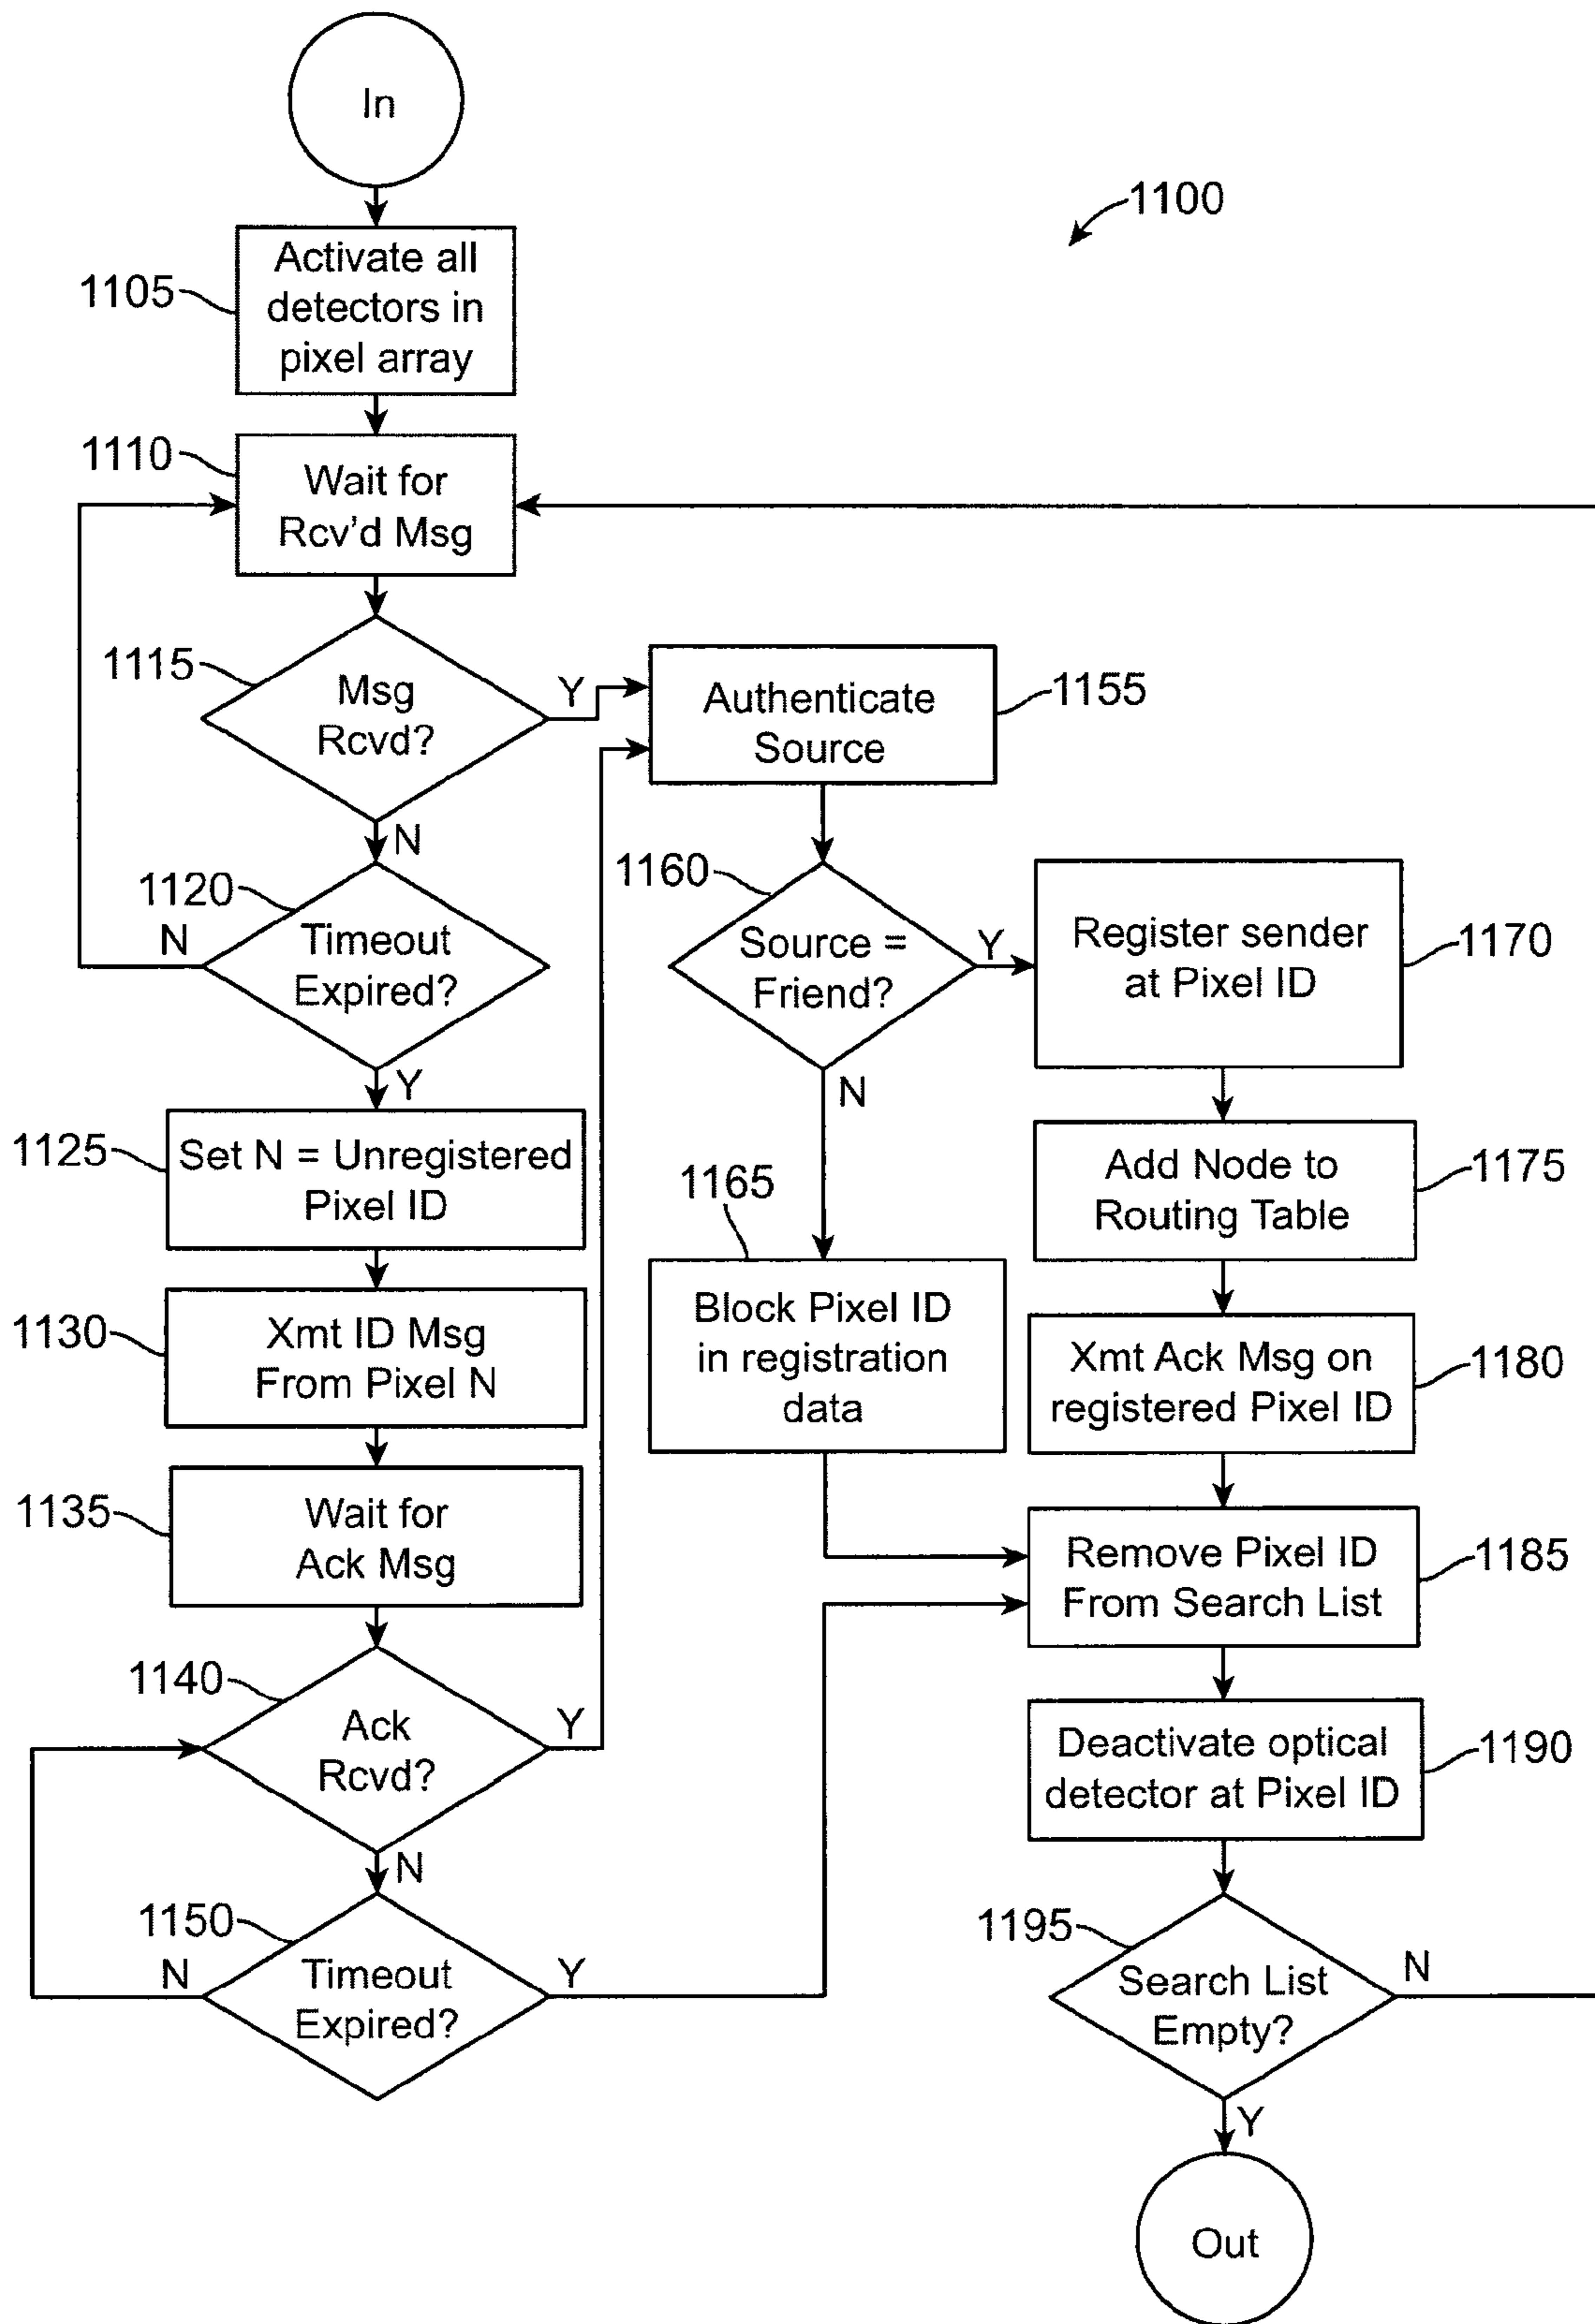 In
1100
1105
Activate all
detectors in
pixel array
1110
Wait for
Rcv'd Msg
1115
Msg
Rcvd?
Y
N
1120
Timeout
Expired?
N
Y
1125
Set N = Unregistered
Pixel ID
1130
Xmt ID Msg
From Pixel N
1135
Wait for
Ack Msg
1140
Ack
Rcvd?
Y
N
1150
Timeout
Expired?
N
Y
Authenticate
Source
1155
1160
Source =
Friend?
Y
N
1165
Block Pixel ID
in registration
data
Register sender
at Pixel ID
1170
Add Node to
Routing Table
1175
Xmt Ack Msg on
registered Pixel ID
1180
Remove Pixel ID
From Search List
1185
Deactivate optical
detector at Pixel ID
1190
1195
Search List
Empty?
N
Y
Out